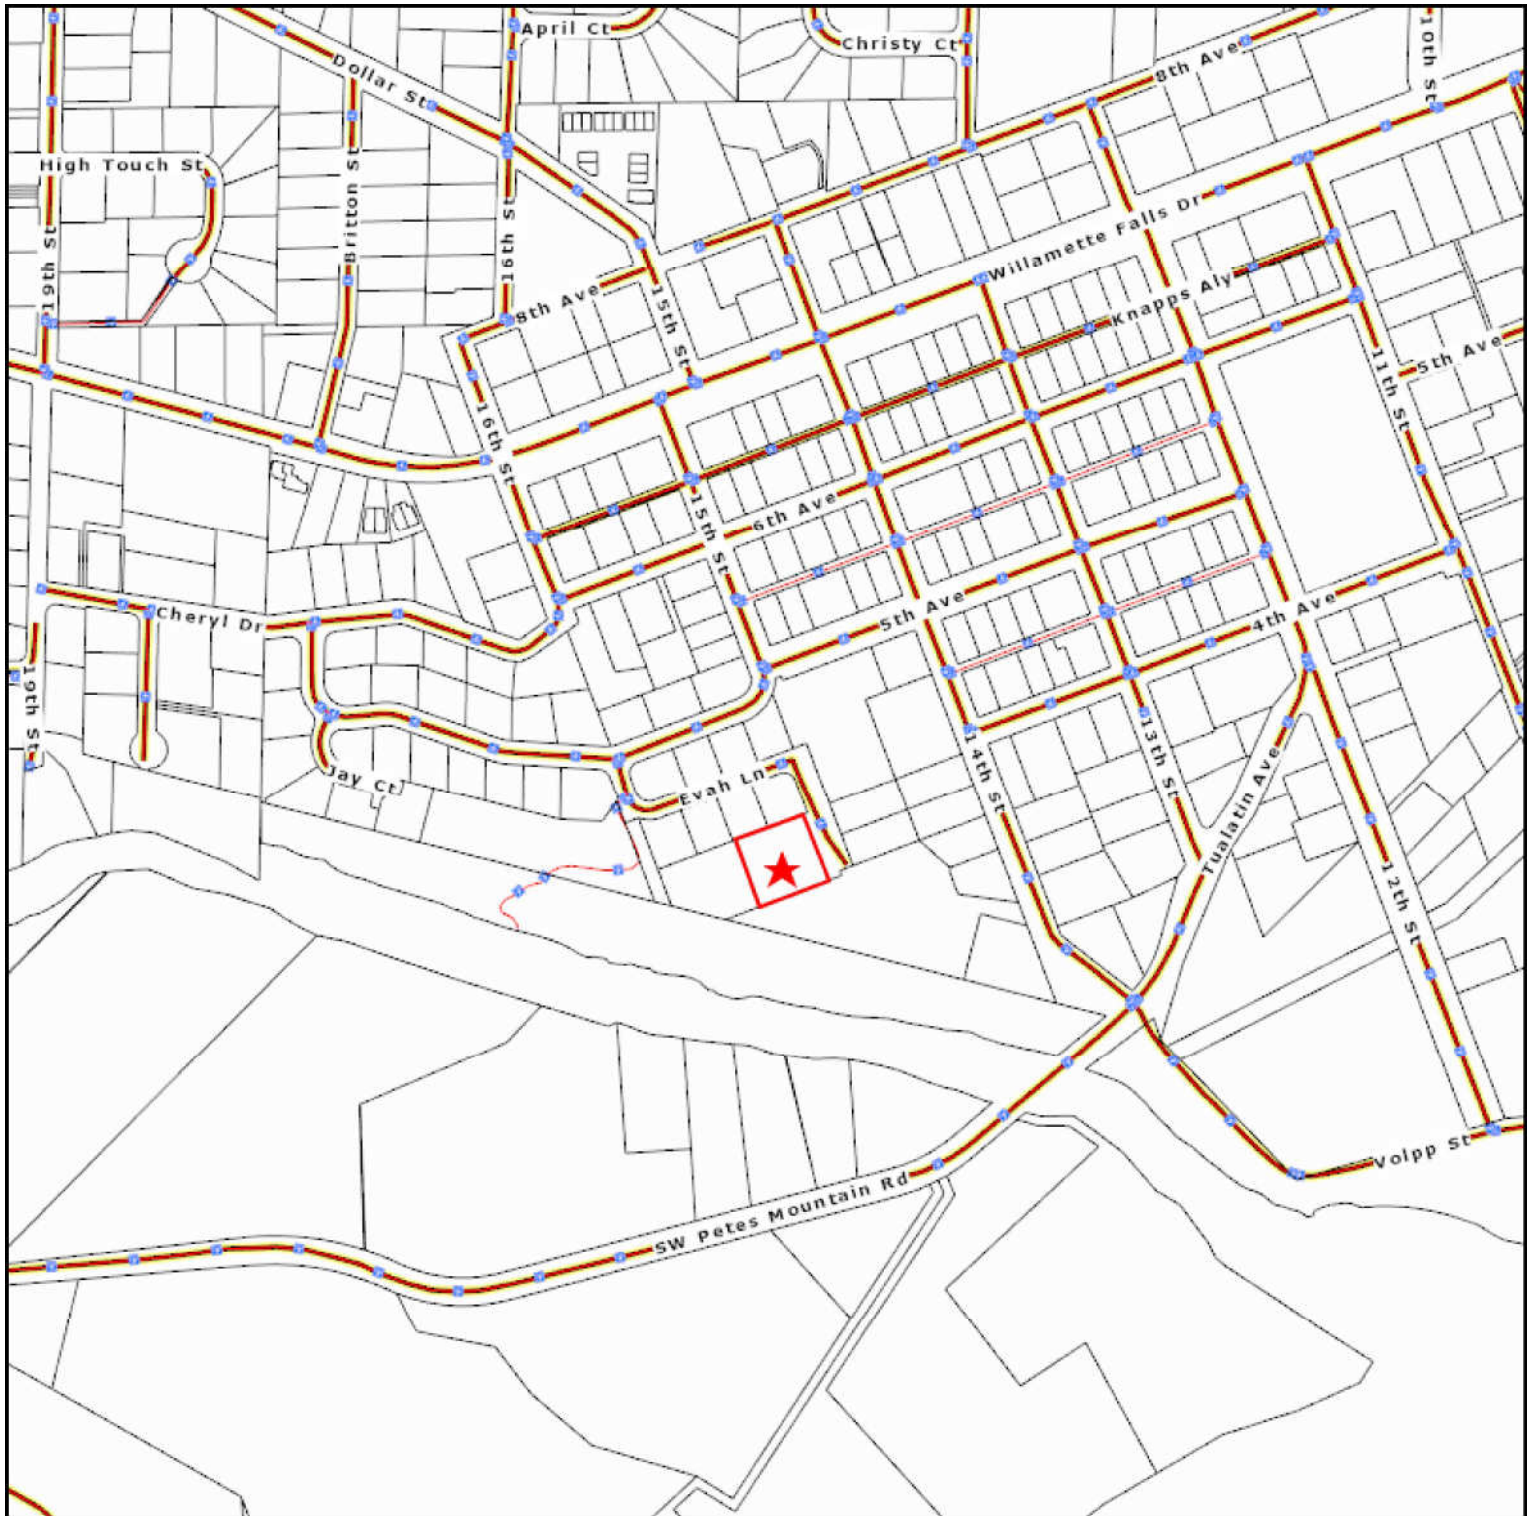 April Ct
Christy Ct
8th Ave
10th St
Dollar St
High Touch St
Britton St
16th St
19th St
Willamette Falls Dr
8th Ave
15th St
Knapps Aly
5th Ave
11th St
16th St
15th St
6th Ave
Cheryl Dr
5th Ave
4th Ave
19th St
Jay Ct
Evah Ln
14th St
13th St
Tualatin Ave
12th St
Volpp St
SW Petes Mountain Rd